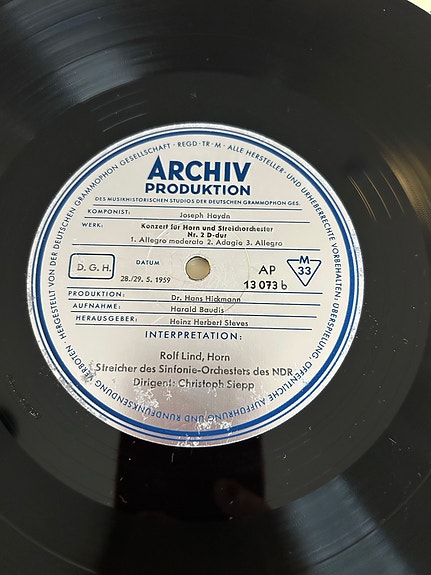 HERGESTELLT VON DER DEUTSCHEN GRAMMOPHON GESELLSCHAFT · REGD·TR·M · ALLE HERSTELLER- UND URHEBERRECHTE VORBEHALTEN · ÜBERSPIELUNG, ÖFFENTLICHE AUFFÜHRUNG UND RUNDFUNKSENDUNG VERBOTEN ·
ARCHIV
PRODUKTION
DES MUSIKHISTORISCHEN STUDIOS DER DEUTSCHEN GRAMMOPHON GES.
KOMPONIST: Joseph Haydn
WERK: Konzert für Horn und Streichorchester
Nr. 2 D-dur
1. Allegro moderato 2. Adagio 3. Allegro
D. G. H.
DATUM
28./29. 5. 1959
AP
13 073 b
M
33
PRODUKTION: Dr. Hans Hickmann
AUFNAHME: Harald Baudis
HERAUSGEBER: Heinz Herbert Steves
INTERPRETATION:
Rolf Lind, Horn
Streicher des Sinfonie-Orchesters des NDR
Dirigent: Christoph Stepp